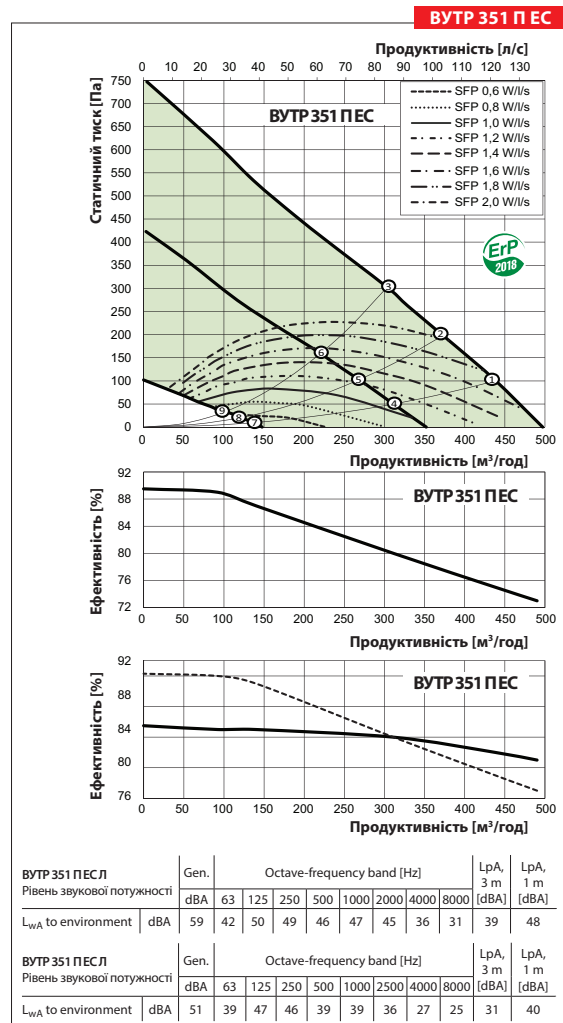 ВУТР 351 П ЕС
Продуктивність [л/с]
0 10 20 30 40 50 60 70 80 90 100 110 120 130
Статичний тиск [Па]
750
700
650
600
550
500
450
400
350
300
250
200
150
100
50
0
ВУТР 351 П ЕС
SFP 0,6 W/l/s
SFP 0,8 W/l/s
SFP 1,0 W/l/s
SFP 1,2 W/l/s
SFP 1,4 W/l/s
SFP 1,6 W/l/s
SFP 1,8 W/l/s
SFP 2,0 W/l/s
ErP
2018
3
2
6
5
1
4
9
8
7
0 50 100 150 200 250 300 350 400 450 500
Продуктивність [м³/год]
Ефективність [%]
92
88
84
80
76
72
ВУТР 351 П ЕС
0 50 100 150 200 250 300 350 400 450 500
Продуктивність [м³/год]
Ефективність [%]
92
88
84
80
76
ВУТР 351 П ЕС
0 50 100 150 200 250 300 350 400 450 500
Продуктивність [м³/год]
ВУТР 351 П ЕС Л Рівень звукової потужності Gen. Octave-frequency band [Hz] LpA, 3 m [dBA] LpA, 1 m [dBA]
dBA 63 125 250 500 1000 2000 4000 8000
LwA to environment dBA 59 42 50 49 46 47 45 36 31 39 48
ВУТР 351 П ЕС Л Рівень звукової потужності Gen. Octave-frequency band [Hz] LpA, 3 m [dBA] LpA, 1 m [dBA]
dBA 63 125 250 500 1000 2500 4000 8000
LwA to environment dBA 51 39 47 46 39 39 36 27 25 31 40